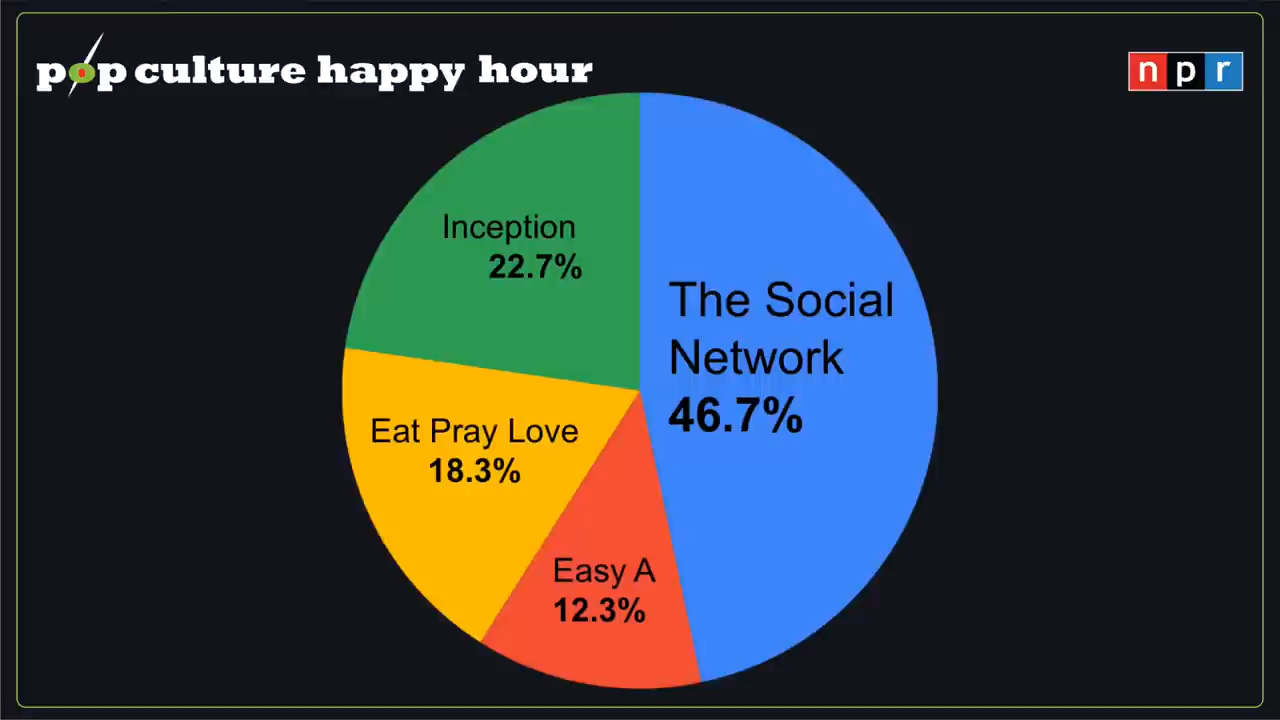 pop culture happy hour
npr
Inception
22.7%
The Social
Network
46.7%
Eat Pray Love
18.3%
Easy A
12.3%